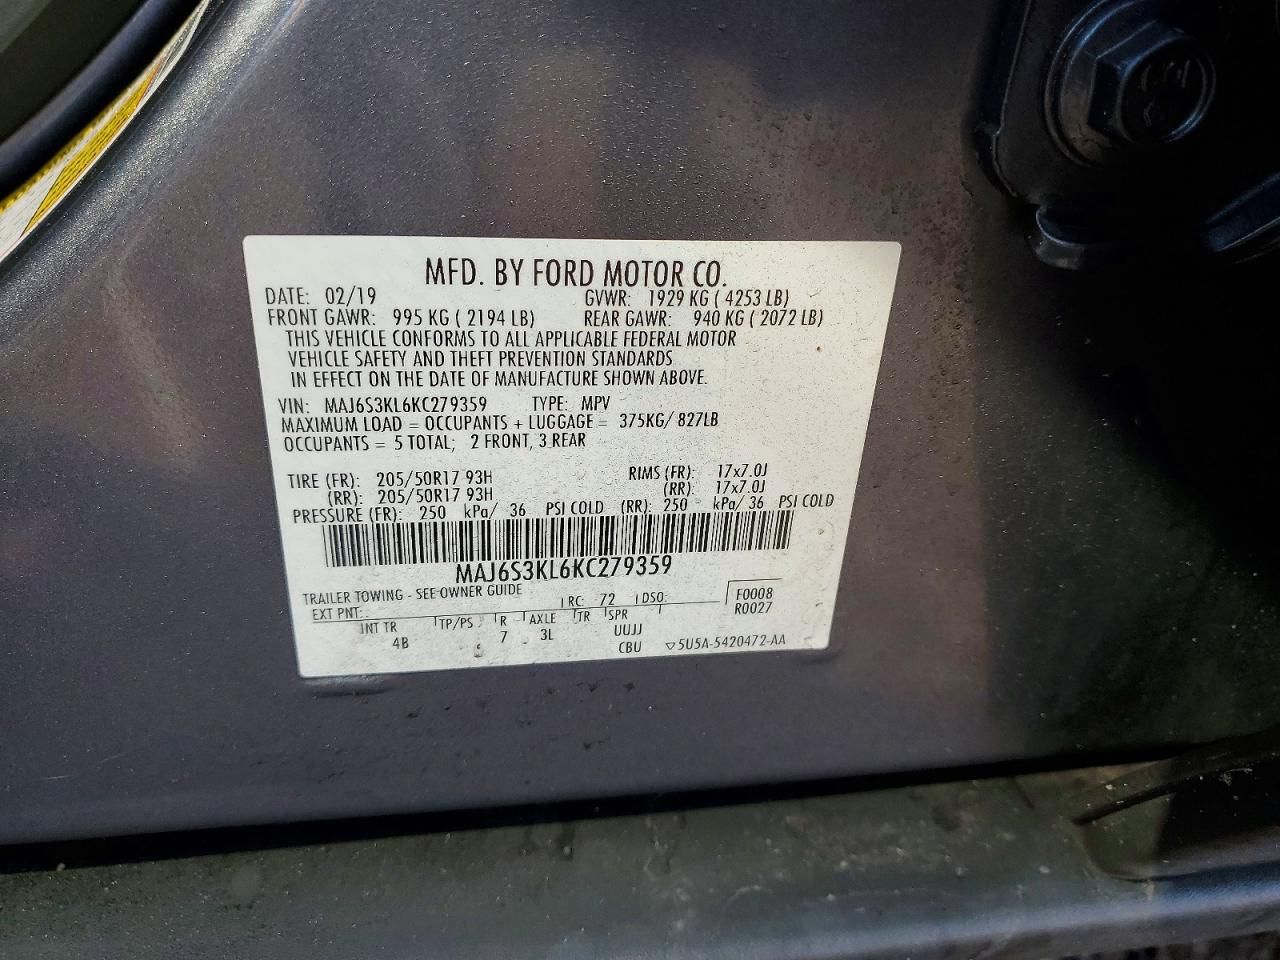 MFD. BY FORD MOTOR CO.
DATE: 02/19 GVWR: 1929 KG ( 4253 LB)
FRONT GAWR: 995 KG ( 2194 LB) REAR GAWR: 940 KG ( 2072 LB)
THIS VEHICLE CONFORMS TO ALL APPLICABLE FEDERAL MOTOR
VEHICLE SAFETY AND THEFT PREVENTION STANDARDS
IN EFFECT ON THE DATE OF MANUFACTURE SHOWN ABOVE.
VIN: MAJ6S3KL6KC279359 TYPE: MPV
MAXIMUM LOAD = OCCUPANTS + LUGGAGE = 375KG/ 827LB
OCCUPANTS = 5 TOTAL; 2 FRONT, 3 REAR
TIRE (FR): 205/50R17 93H RIMS (FR): 17x7.0J
(RR): 205/50R17 93H (RR): 17x7.0J
PRESSURE (FR): 250 kPa/ 36 PSI COLD (RR): 250 kPa/ 36 PSI COLD
MAJ6S3KL6KC279359
TRAILER TOWING - SEE OWNER GUIDE
EXT PNT: RC: 72 DSO: F0008
R0027
INT TR TP/PS R AXLE TR SPR
4B 7 3L UUJJ
CBU ▽5U5A-5420472-AA